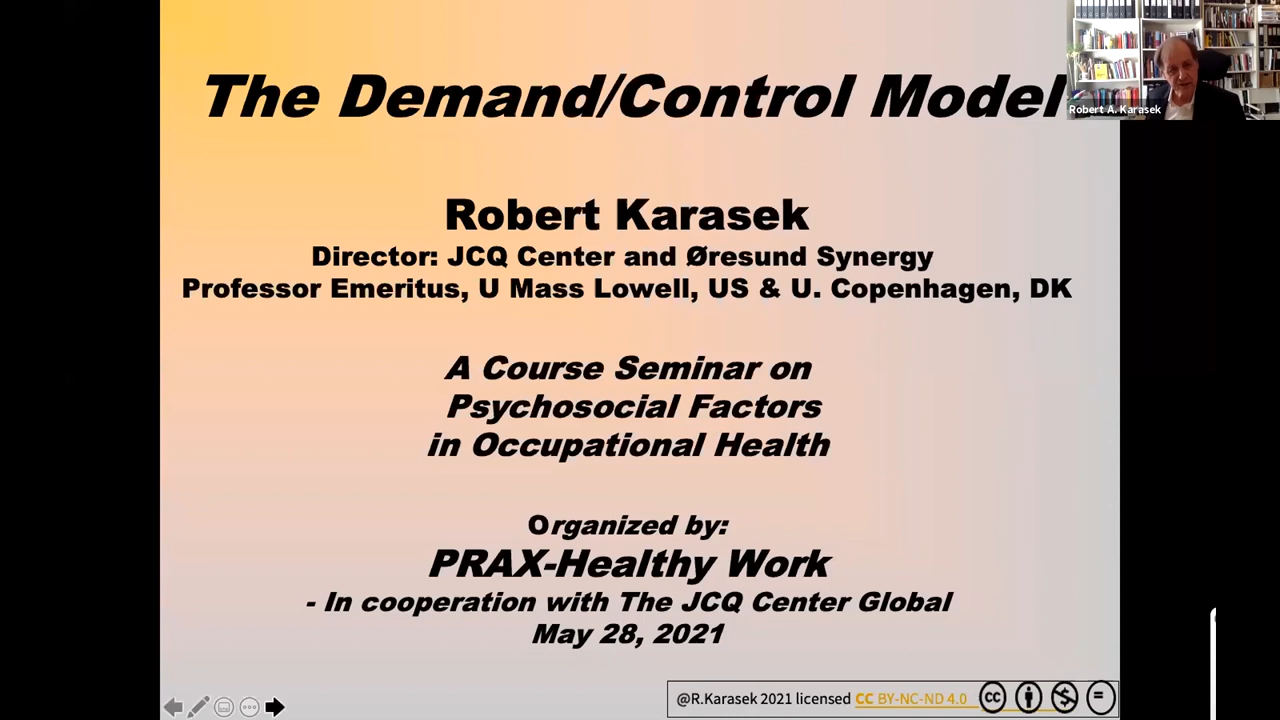 The Demand/Control Model
Robert A. Karasek
Robert Karasek
Director: JCQ Center and Øresund Synergy
Professor Emeritus, U Mass Lowell, US & U. Copenhagen, DK
A Course Seminar on
Psychosocial Factors
in Occupational Health
Organized by:
PRAX-Healthy Work
- In cooperation with The JCQ Center Global
May 28, 2021
@R.Karasek 2021 licensed CC BY-NC-ND 4.0